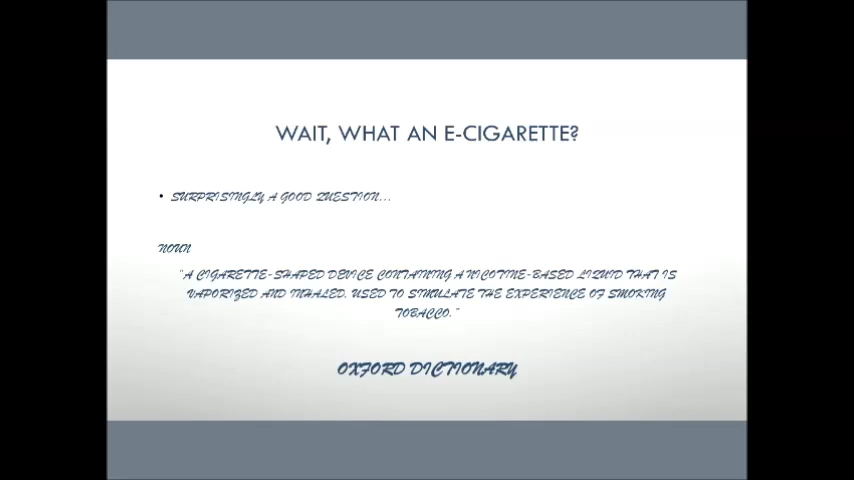 WAIT, WHAT AN E-CIGARETTE?
• SURPRISINGLY A GOOD QUESTION...
NOUN
"A CIGARETTE-SHAPED DEVICE CONTAINING A NICOTINE-BASED LIQUID THAT IS
VAPORIZED AND INHALED, USED TO SIMULATE THE EXPERIENCE OF SMOKING
TOBACCO."
OXFORD DICTIONARY